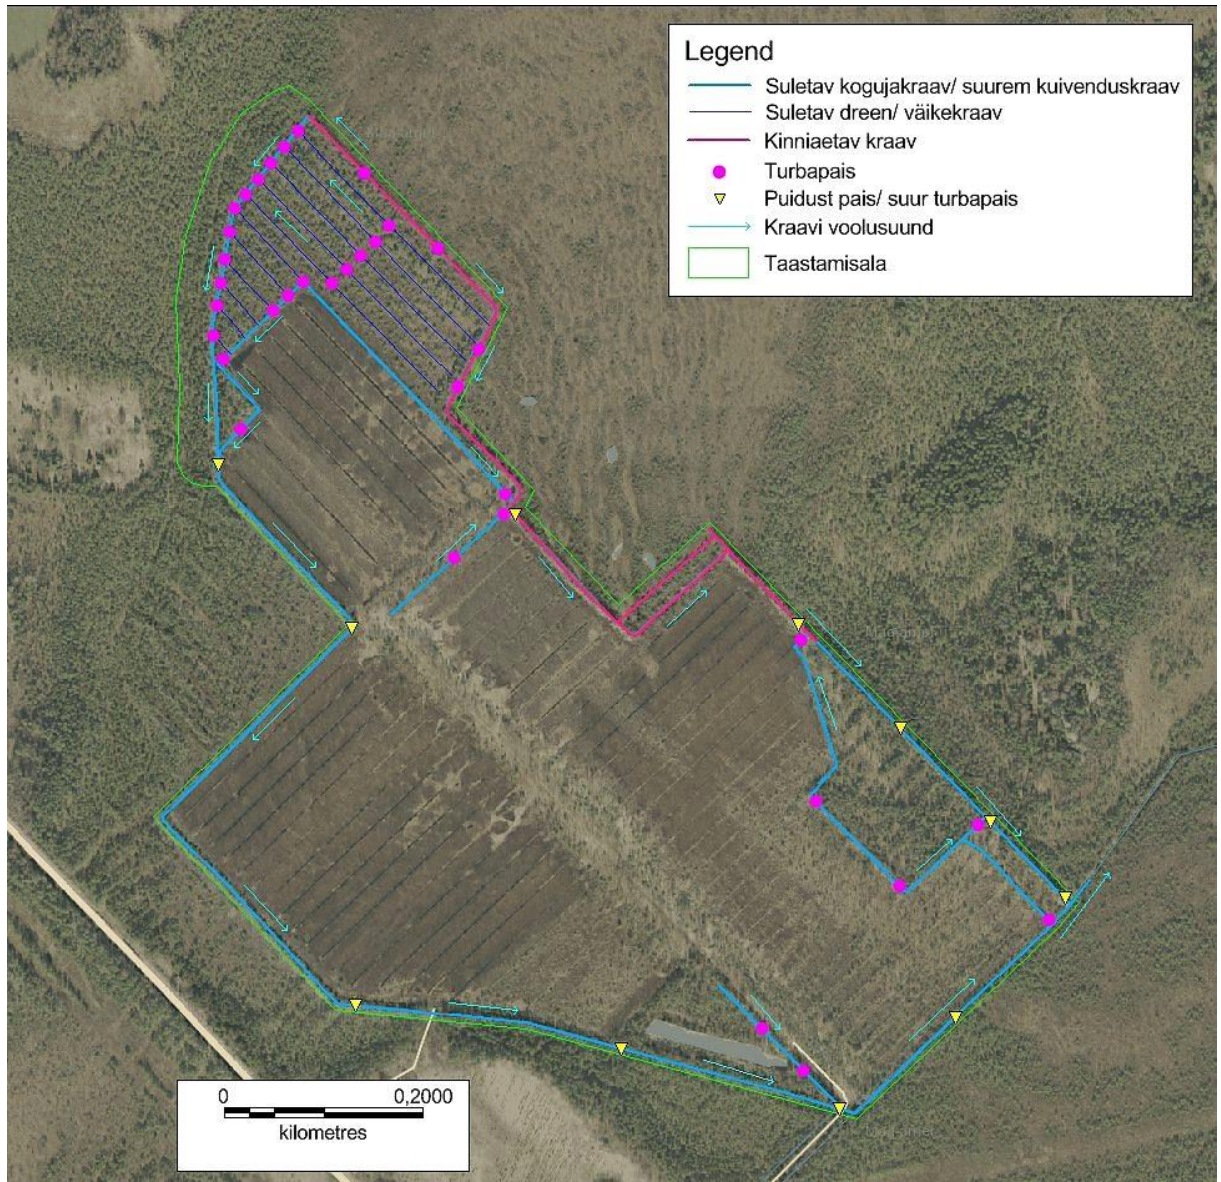 Legend
Suletav kogujakraav/ suurem kuivenduskraav
Suletav dreen/ väikekraav
Kinniaetav kraav
Turbapais
Puidust pais/ suur turbapais
Kraavi voolusuund
Taastamisala
0 0,2000
kilometres